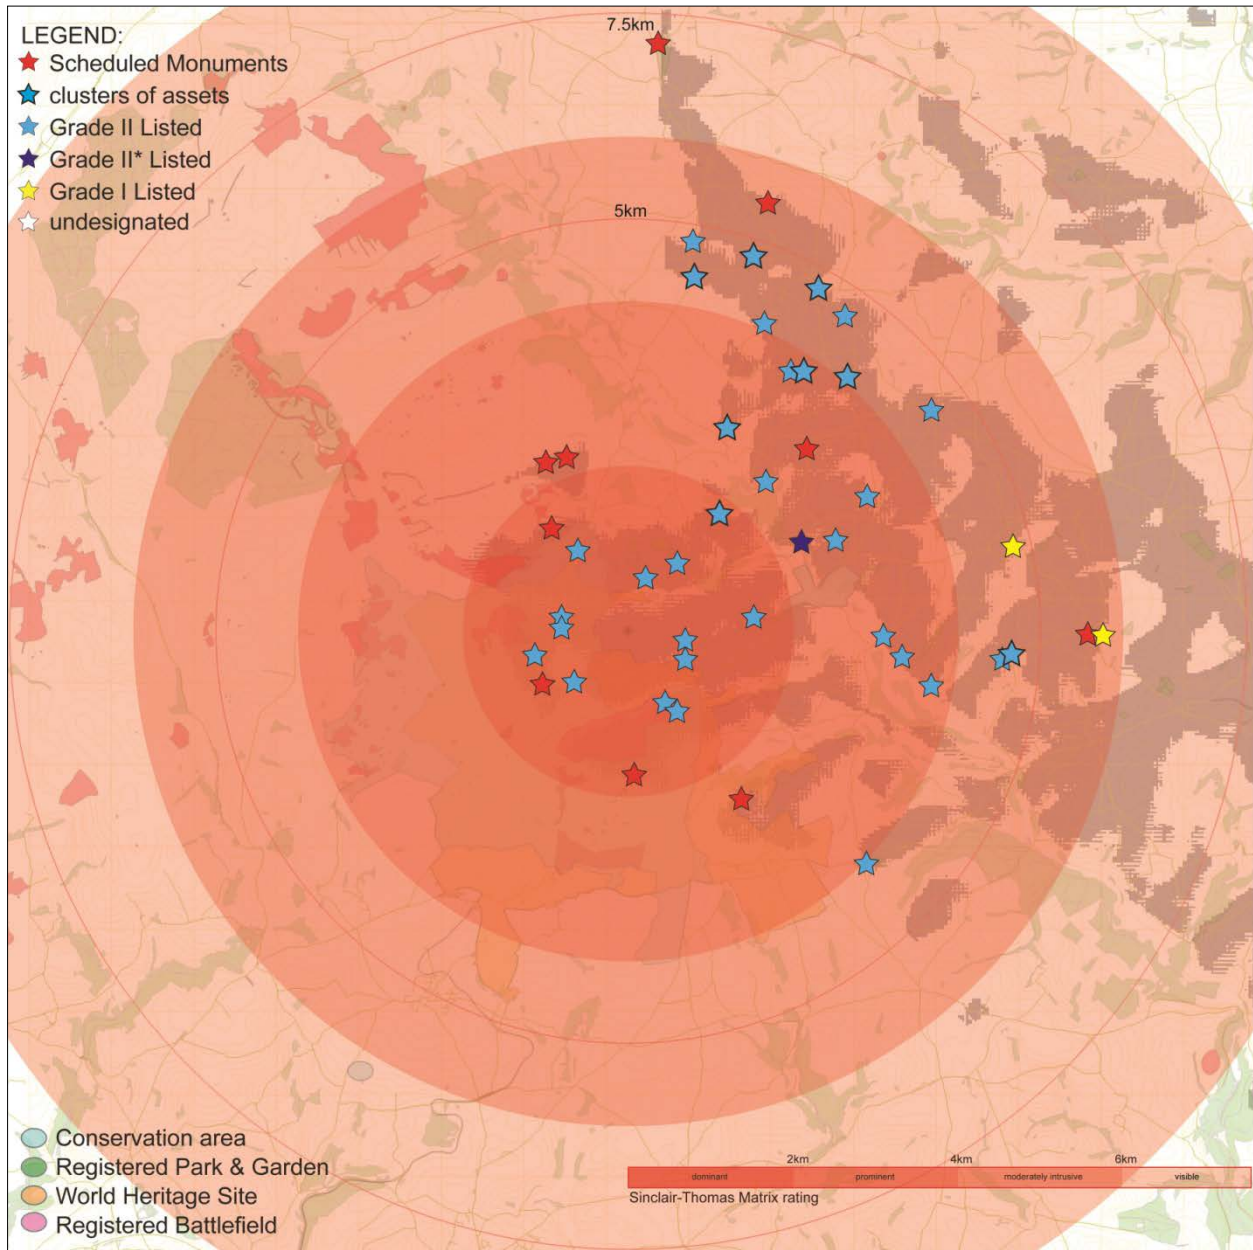 LEGEND:
Scheduled Monuments
clusters of assets
Grade II Listed
Grade II* Listed
Grade I Listed
undesignated
7.5km
5km
Conservation area
Registered Park & Garden
World Heritage Site
Registered Battlefield
2km 4km 6km
dominant prominent moderately intrusive visible
Sinclair-Thomas Matrix rating